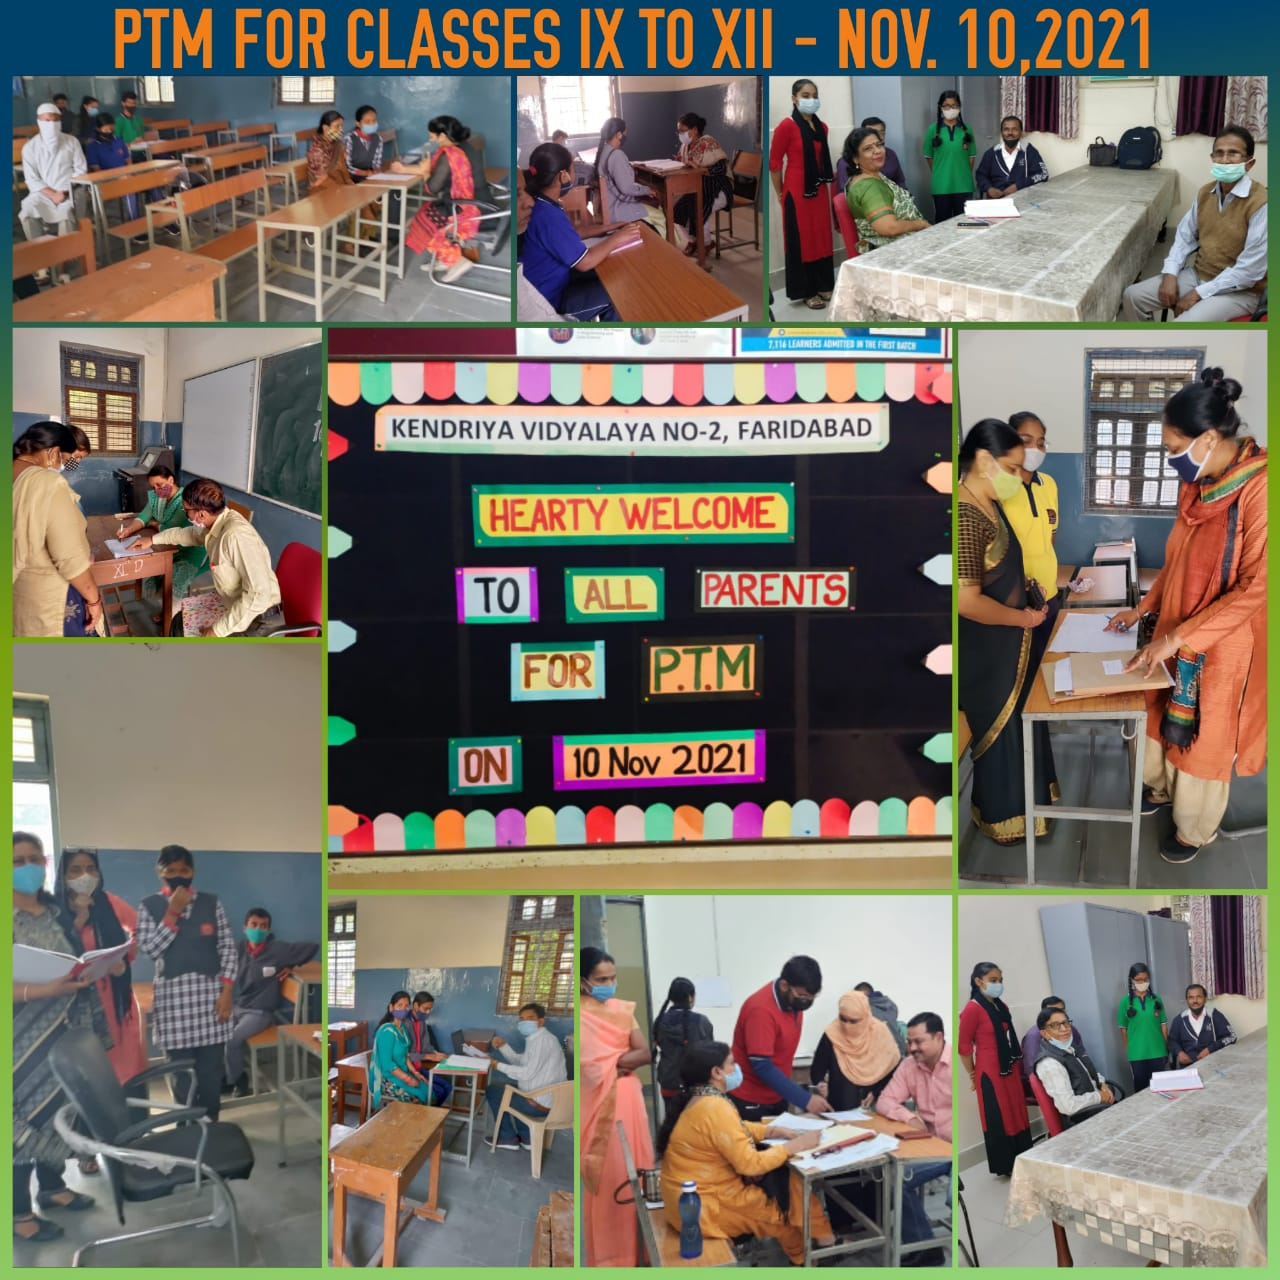 PTM FOR CLASSES IX TO XII - NOV. 10,2021
7,116 LEARNERS ADMITTED IN THE FIRST BATCH
KENDRIYA VIDYALAYA NO-2, FARIDABAD
HEARTY WELCOME
TO ALL PARENTS
FOR P.T.M
ON 10 Nov 2021
XI D